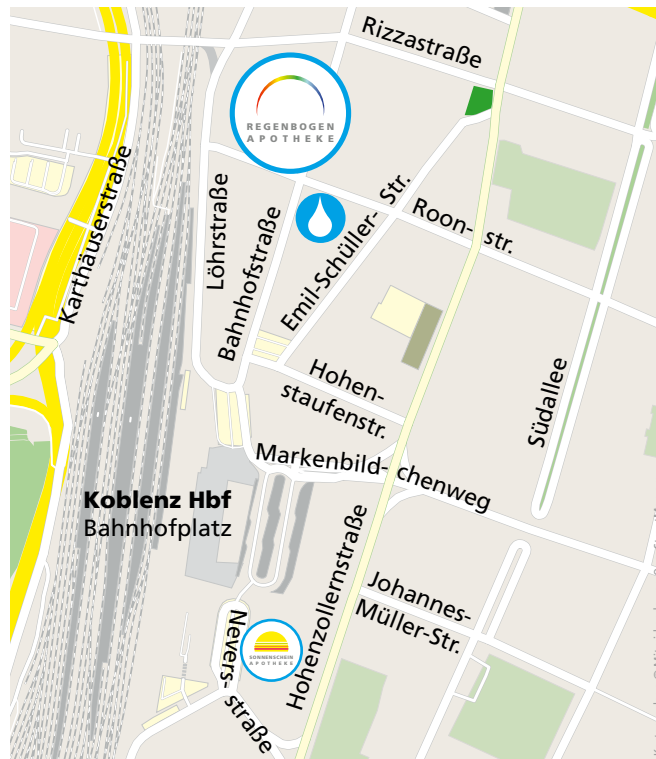 Rizzastraße
REGENBOGEN
APOTHEKE
Karthäuserstraße
Löhrstraße
Bahnhofstraße
Emil-Schüller- Str.
Roon- str.
Hohen-
staufenstr.
Südallee
Markenbild- chenweg
Koblenz Hbf
Bahnhofplatz
Hohenzollernstraße
Johannes-
Müller-Str.
SONNENSCHEIN
APOTHEKE
Nevers- straße